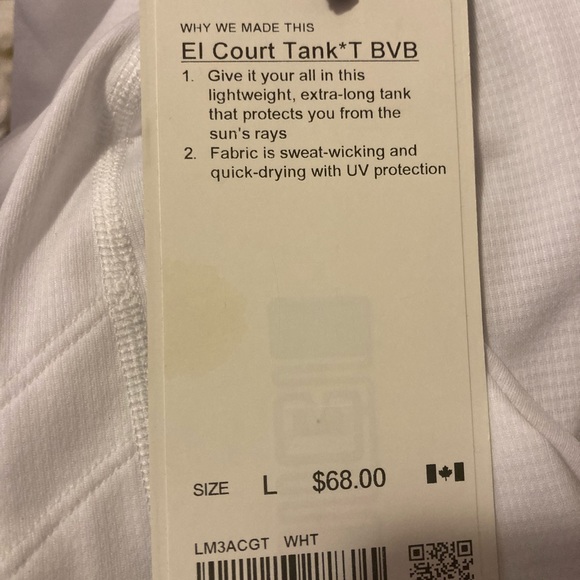 WHY WE MADE THIS
El Court Tank*T BVB
1. Give it your all in this
lightweight, extra-long tank
that protects you from the
sun's rays
2. Fabric is sweat-wicking and
quick-drying with UV protection
SIZE L $68.00
LM3ACGT WHT